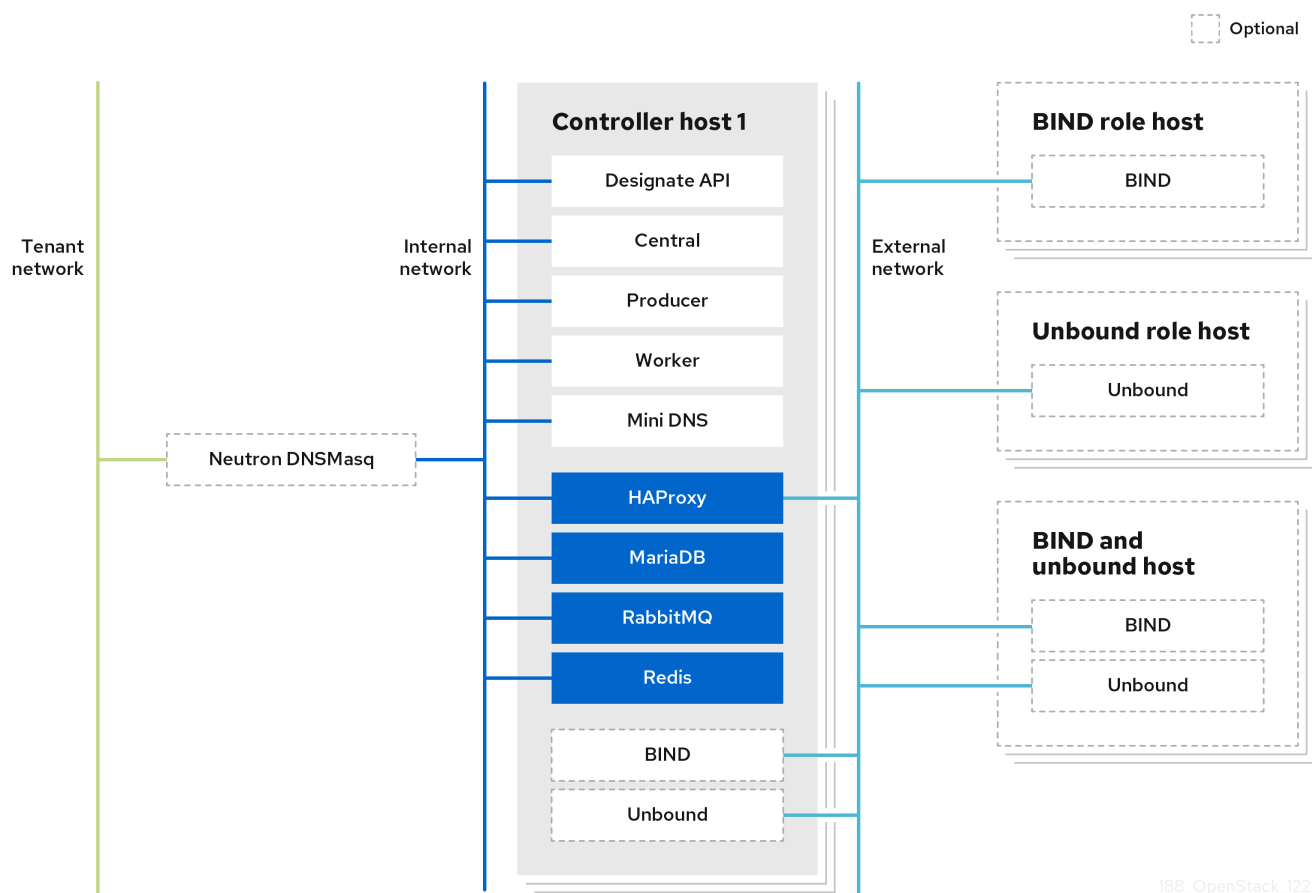 Optional
Tenant
network
Internal
network
Controller host 1
Designate API
Central
Producer
Worker
Mini DNS
Neutron DNSMasq
HAProxy
MariaDB
RabbitMQ
Redis
BIND
Unbound
External
network
BIND role host
BIND
Unbound role host
Unbound
BIND and
unbound host
BIND
Unbound
188_OpenStack_122